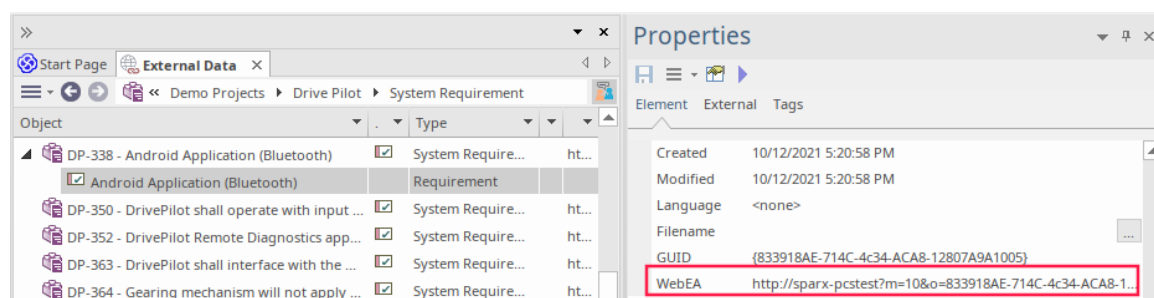 Start Page External Data
« Demo Projects Drive Pilot System Requirement
Object . Type
DP-338 - Android Application (Bluetooth) System Require... ht...
Android Application (Bluetooth) Requirement
DP-350 - DrivePilot shall operate with input ... System Require... ht...
DP-352 - DrivePilot Remote Diagnostics app... System Require... ht...
DP-363 - DrivePilot shall interface with the ... System Require... ht...
DP-364 - Gearing mechanism will not apply ... System Require... ht...
Properties
Element External Tags
Created 10/12/2021 5:20:58 PM
Modified 10/12/2021 5:20:58 PM
Language <none>
Filename ...
GUID {833918AE-714C-4c34-ACA8-12807A9A1005}
WebEA http://sparx-pcstest?m=10&o=833918AE-714C-4c34-ACA8-1...